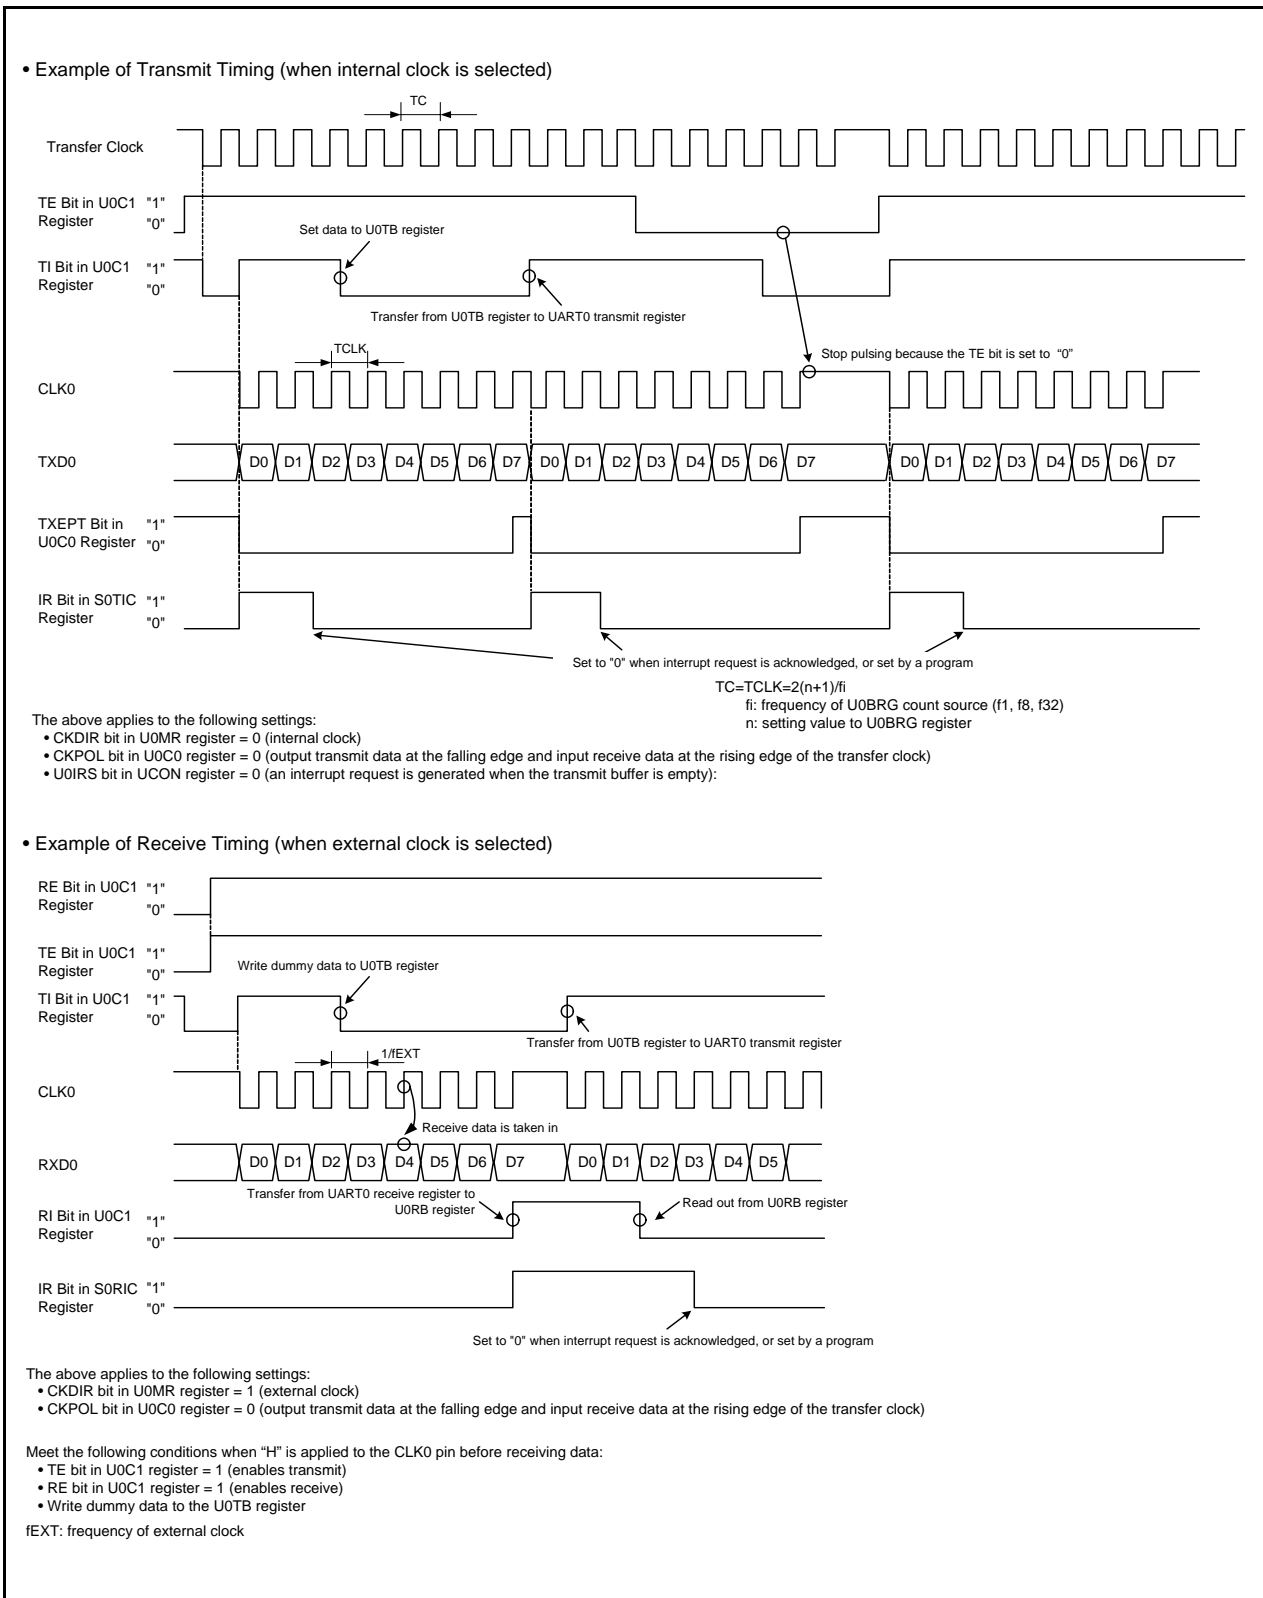 • Example of Transmit Timing (when internal clock is selected)
TC
Transfer Clock
TE Bit in U0C1 "1"
Register "0"
Set data to U0TB register
TI Bit in U0C1 "1"
Register "0"
Transfer from U0TB register to UART0 transmit register
TCLK
Stop pulsing because the TE bit is set to “0”
CLK0
TXD0 D0 D1 D2 D3 D4 D5 D6 D7 D0 D1 D2 D3 D4 D5 D6 D7 D0 D1 D2 D3 D4 D5 D6 D7
TXEPT Bit in "1"
U0C0 Register "0"
IR Bit in S0TIC "1"
Register "0"
Set to "0" when interrupt request is acknowledged, or set by a program
TC=TCLK=2(n+1)/fi
fi: frequency of U0BRG count source (f1, f8, f32)
n: setting value to U0BRG register
The above applies to the following settings:
• CKDIR bit in U0MR register = 0 (internal clock)
• CKPOL bit in U0C0 register = 0 (output transmit data at the falling edge and input receive data at the rising edge of the transfer clock)
• U0IRS bit in UCON register = 0 (an interrupt request is generated when the transmit buffer is empty):
• Example of Receive Timing (when external clock is selected)
RE Bit in U0C1 "1"
Register "0"
TE Bit in U0C1 "1"
Register "0"
Write dummy data to U0TB register
TI Bit in U0C1 "1"
Register "0"
Transfer from U0TB register to UART0 transmit register
1/fEXT
CLK0
Receive data is taken in
RXD0 D0 D1 D2 D3 D4 D5 D6 D7 D0 D1 D2 D3 D4 D5
Transfer from UART0 receive register to
U0RB register
Read out from U0RB register
RI Bit in U0C1 "1"
Register "0"
IR Bit in S0RIC "1"
Register "0"
Set to "0" when interrupt request is acknowledged, or set by a program
The above applies to the following settings:
• CKDIR bit in U0MR register = 1 (external clock)
• CKPOL bit in U0C0 register = 0 (output transmit data at the falling edge and input receive data at the rising edge of the transfer clock)
Meet the following conditions when “H” is applied to the CLK0 pin before receiving data:
• TE bit in U0C1 register = 1 (enables transmit)
• RE bit in U0C1 register = 1 (enables receive)
• Write dummy data to the U0TB register
fEXT: frequency of external clock